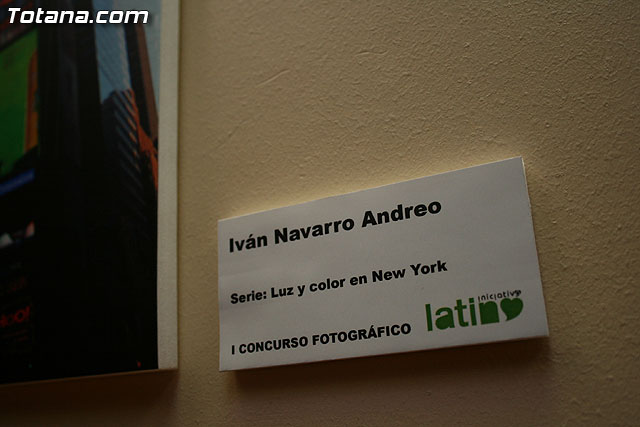 Totana.com
Iván Navarro Andreo
Serie: Luz y color en New York
I CONCURSO FOTOGRÁFICO
iniciativa
latino